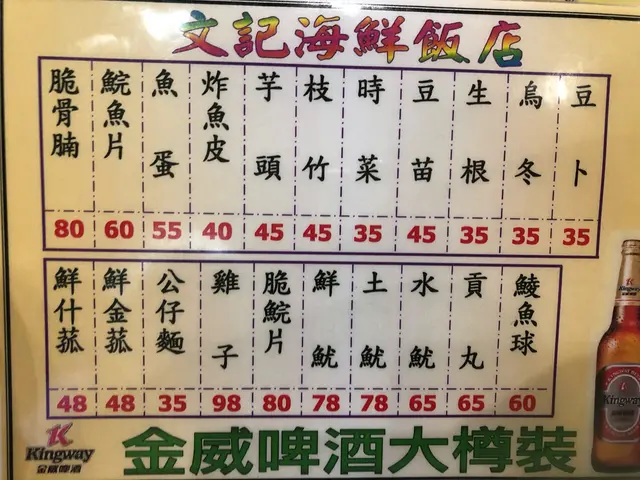 文記海鮮飯店
脆骨腩 80
鯇魚片 60
魚蛋 55
炸魚皮 40
芋頭 45
枝竹 45
時菜 35
豆苗 45
生根 35
烏冬 35
豆卜 35
鮮什菰 48
鮮金菰 48
公仔麵 35
雞子 98
脆鯇片 80
鮮魷 78
土魷 78
水魷 65
貢丸 65
鯪魚球 60
Kingway
金威啤酒
金威啤酒大樽裝
Kingway
Kingway